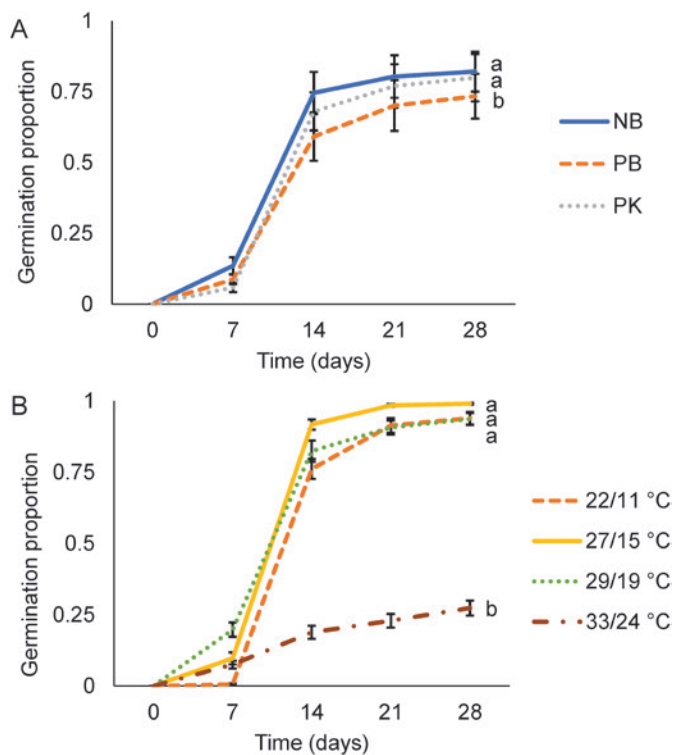 A
Germination proportion
1
0.75
0.5
0.25
0
0 7 14 21 28
Time (days)
a
a
b
NB
PB
PK
B
Germination proportion
1
0.75
0.5
0.25
0
0 7 14 21 28
Time (days)
a
a
a
b
22/11 °C
27/15 °C
29/19 °C
33/24 °C